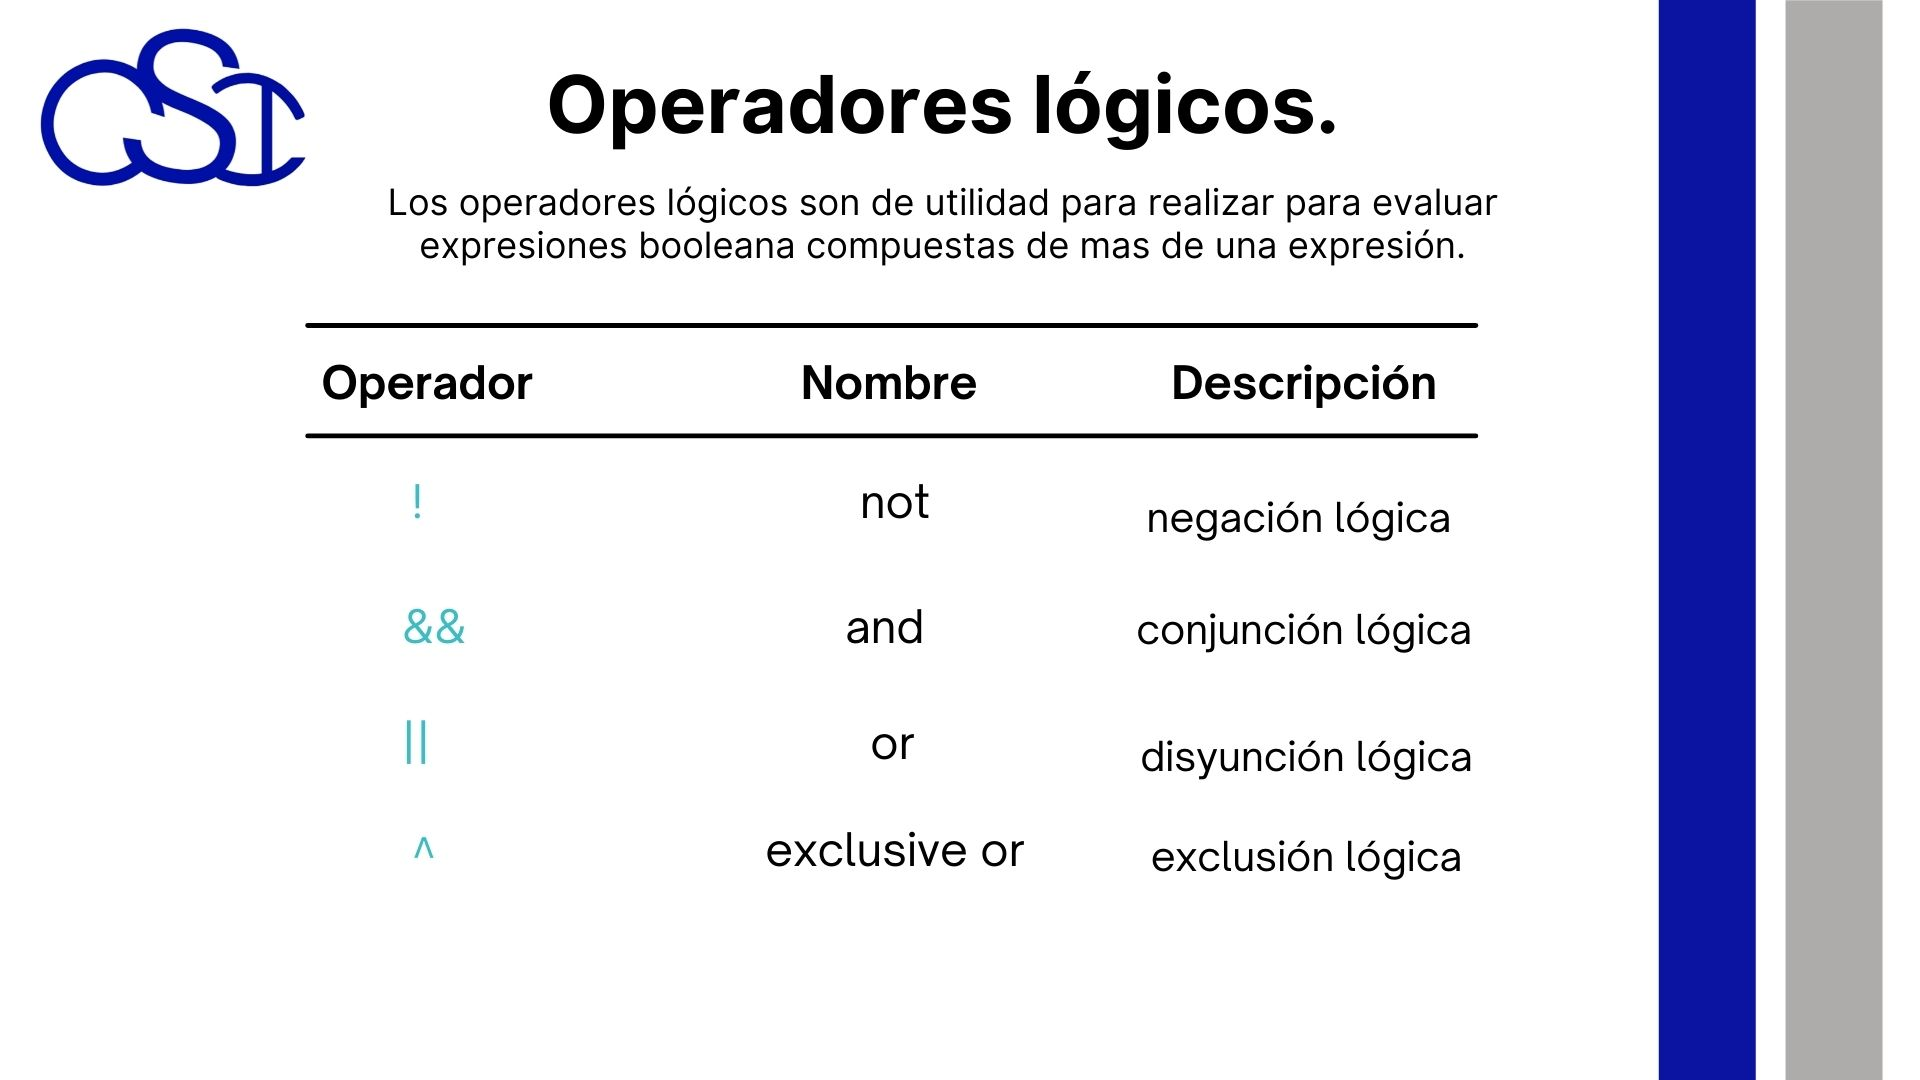 CSI
Operadores lógicos.
Los operadores lógicos son de utilidad para realizar para evaluar
expresiones booleana compuestas de mas de una expresión.
Operador Nombre Descripción
! not negación lógica
&& and conjunción lógica
|| or disyunción lógica
^ exclusive or exclusión lógica